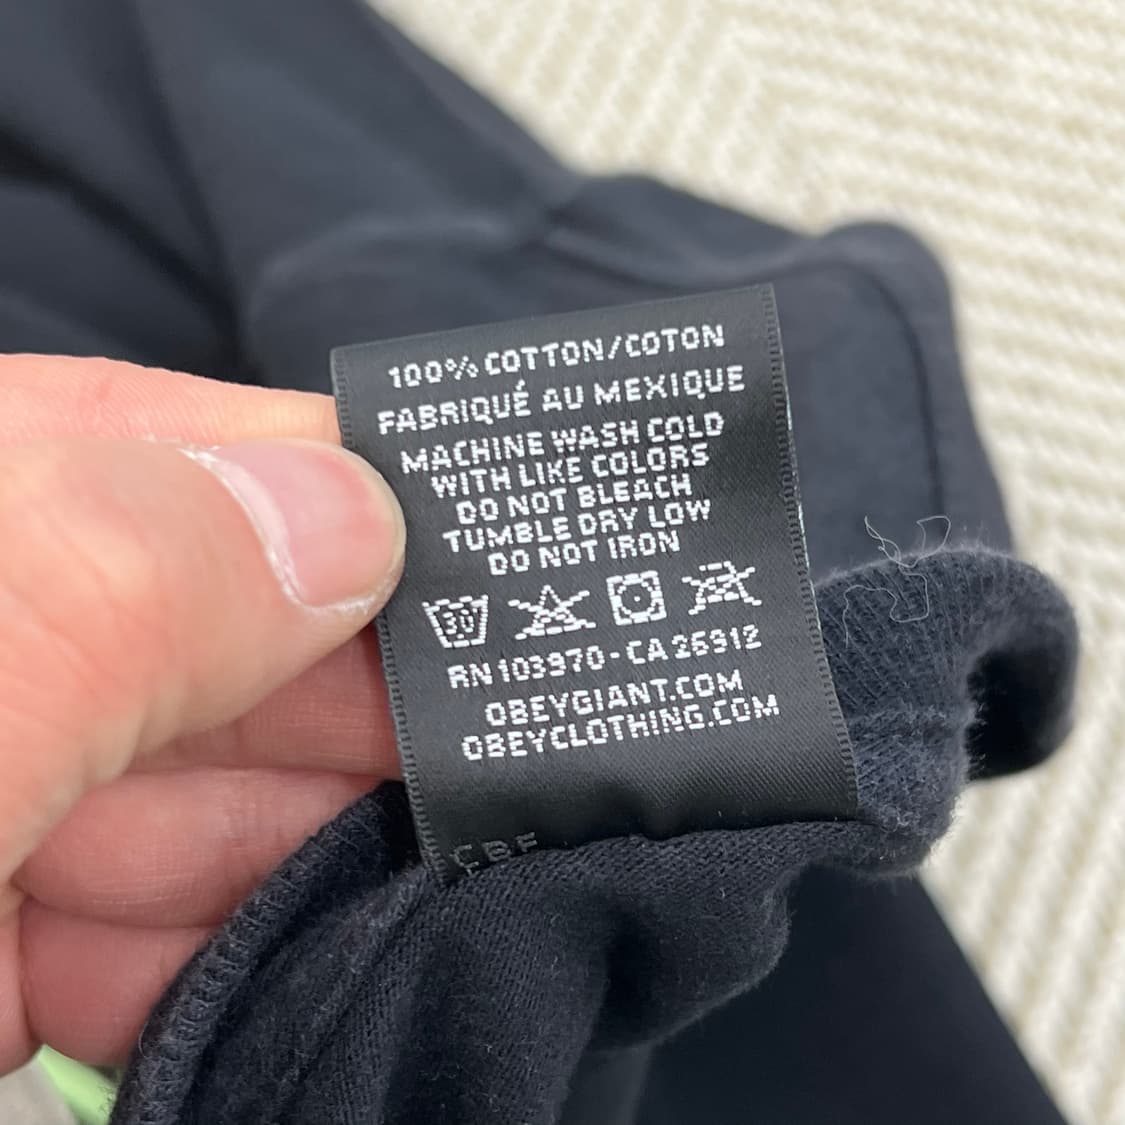 100% COTTON/COTON
FABRIQUÉ AU MEXIQUE
MACHINE WASH COLD
WITH LIKE COLORS
DO NOT BLEACH
TUMBLE DRY LOW
DO NOT IRON
30
RN 103970 - CA 26912
OBEYGIANT.COM
OBEYCLOTHING.COM